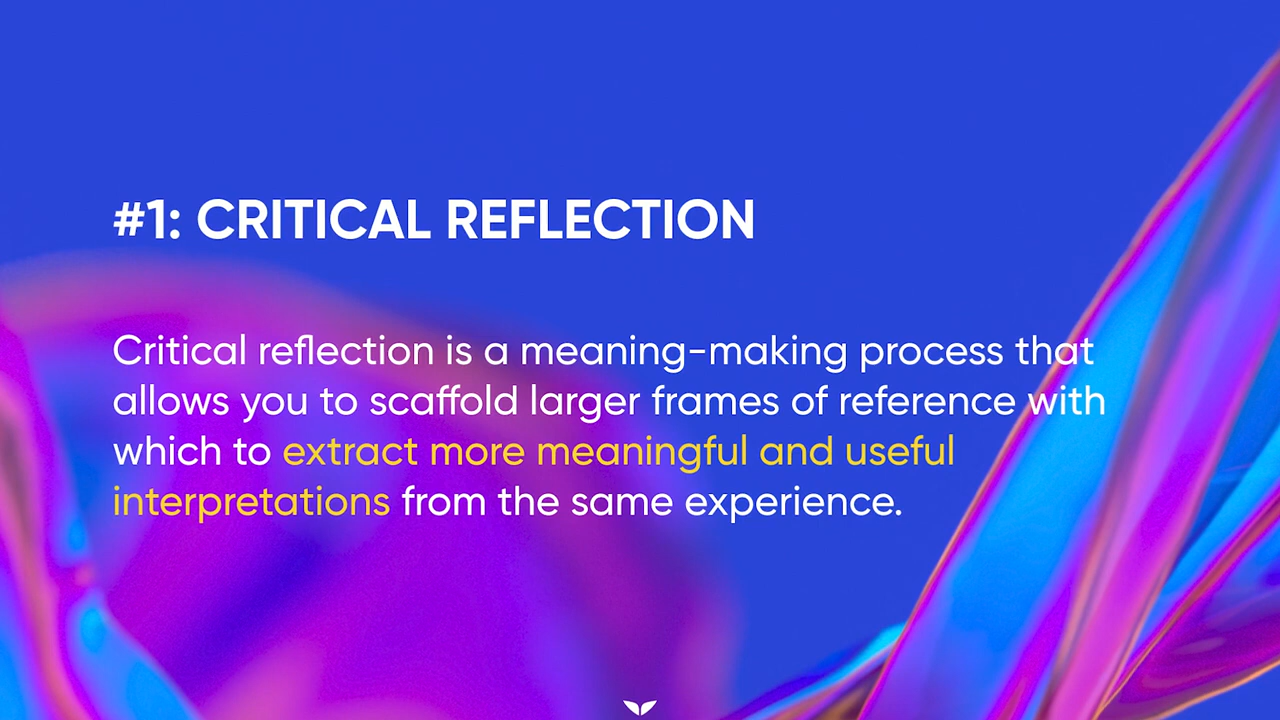 #1: CRITICAL REFLECTION
Critical reflection is a meaning-making process that
allows you to scaffold larger frames of reference with
which to extract more meaningful and useful
interpretations from the same experience.